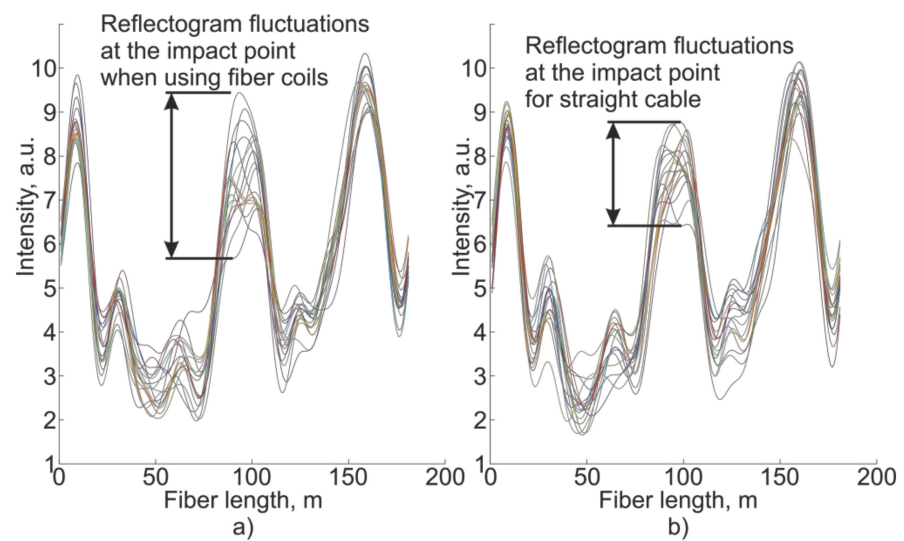 Reflectogram fluctuations
at the impact point
when using fiber coils
10
9
8
7
6
5
4
3
2
1
Intensity, a.u.
0 50 100 150 200
Fiber length, m
a)
Reflectogram fluctuations
at the impact point
for straight cable
10
9
8
7
6
5
4
3
2
1
Intensity, a.u.
0 50 100 150 200
Fiber length, m
b)